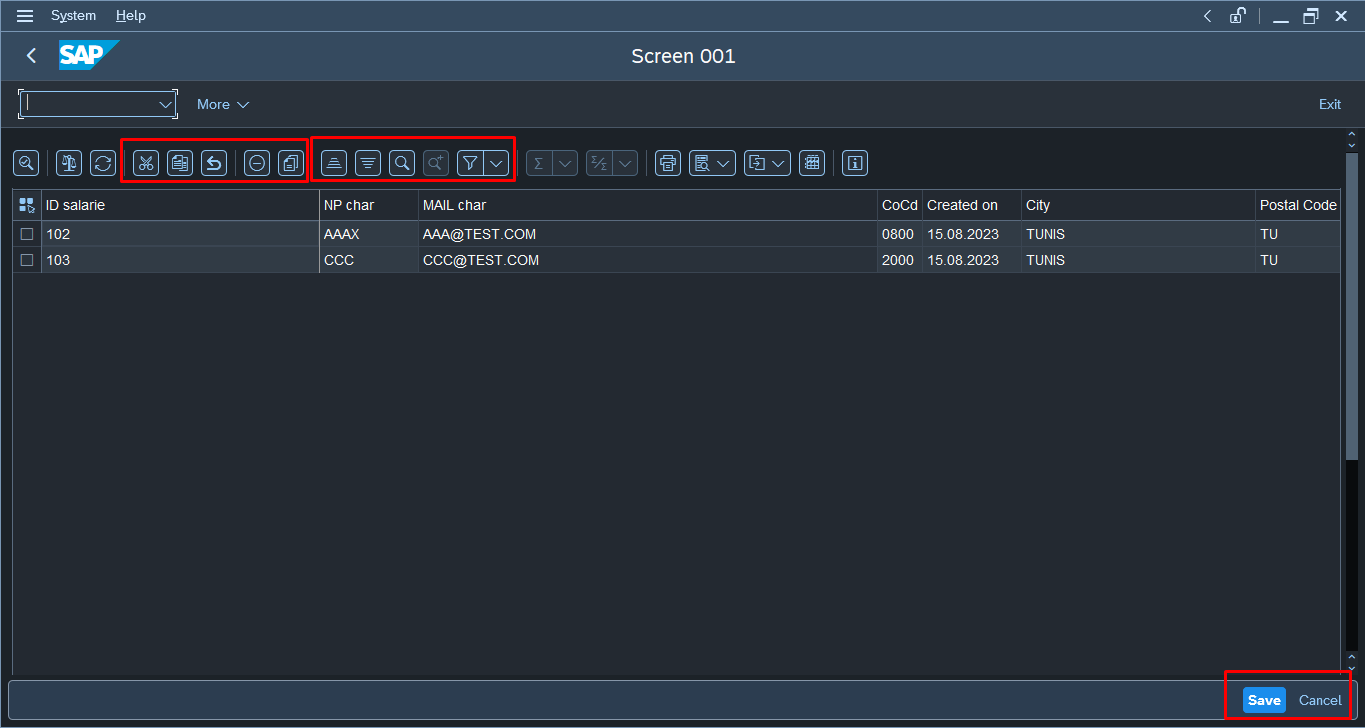 System Help
SAP Screen 001
More Exit
ID salarie NP char MAIL char CoCd Created on City Postal Code
102 AAAX AAA@TEST.COM 0800 15.08.2023 TUNIS TU
103 CCC CCC@TEST.COM 2000 15.08.2023 TUNIS TU
Save Cancel